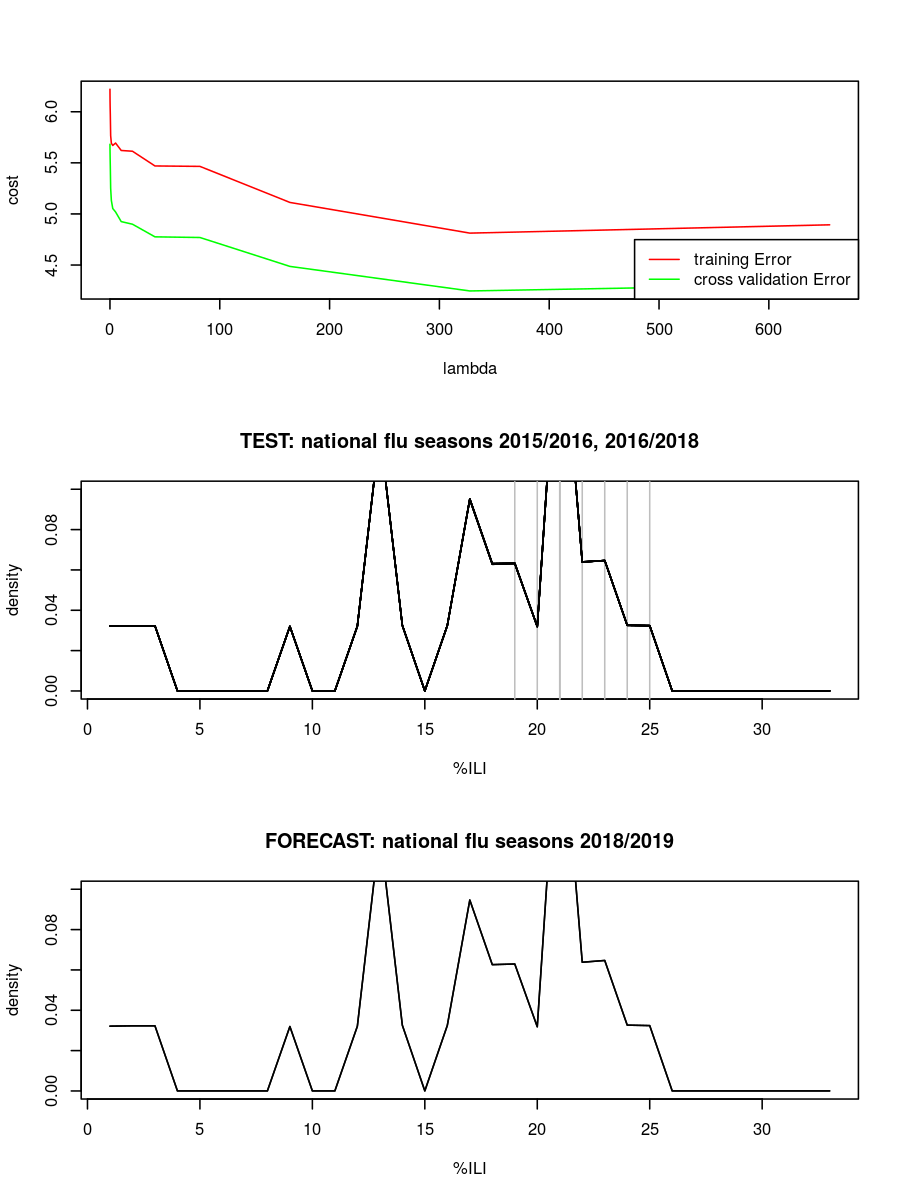 6.0
5.5
5.0
4.5
cost
0 100 200 300 400 500 600
lambda
training Error
cross validation Error
TEST: national flu seasons 2015/2016, 2016/2018
0.08
0.04
0.00
density
0 5 10 15 20 25 30
%ILI
FORECAST: national flu seasons 2018/2019
0.08
0.04
0.00
density
0 5 10 15 20 25 30
%ILI